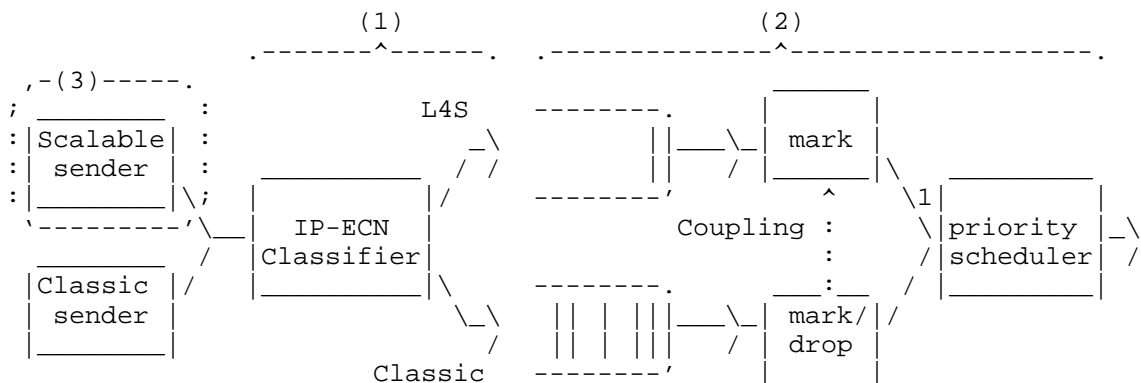 (1) (2)
,-(3)-----.
L4S
Scalable mark
sender
IP-ECN Coupling 1 priority
Classic Classifier scheduler
sender mark/
drop
Classic